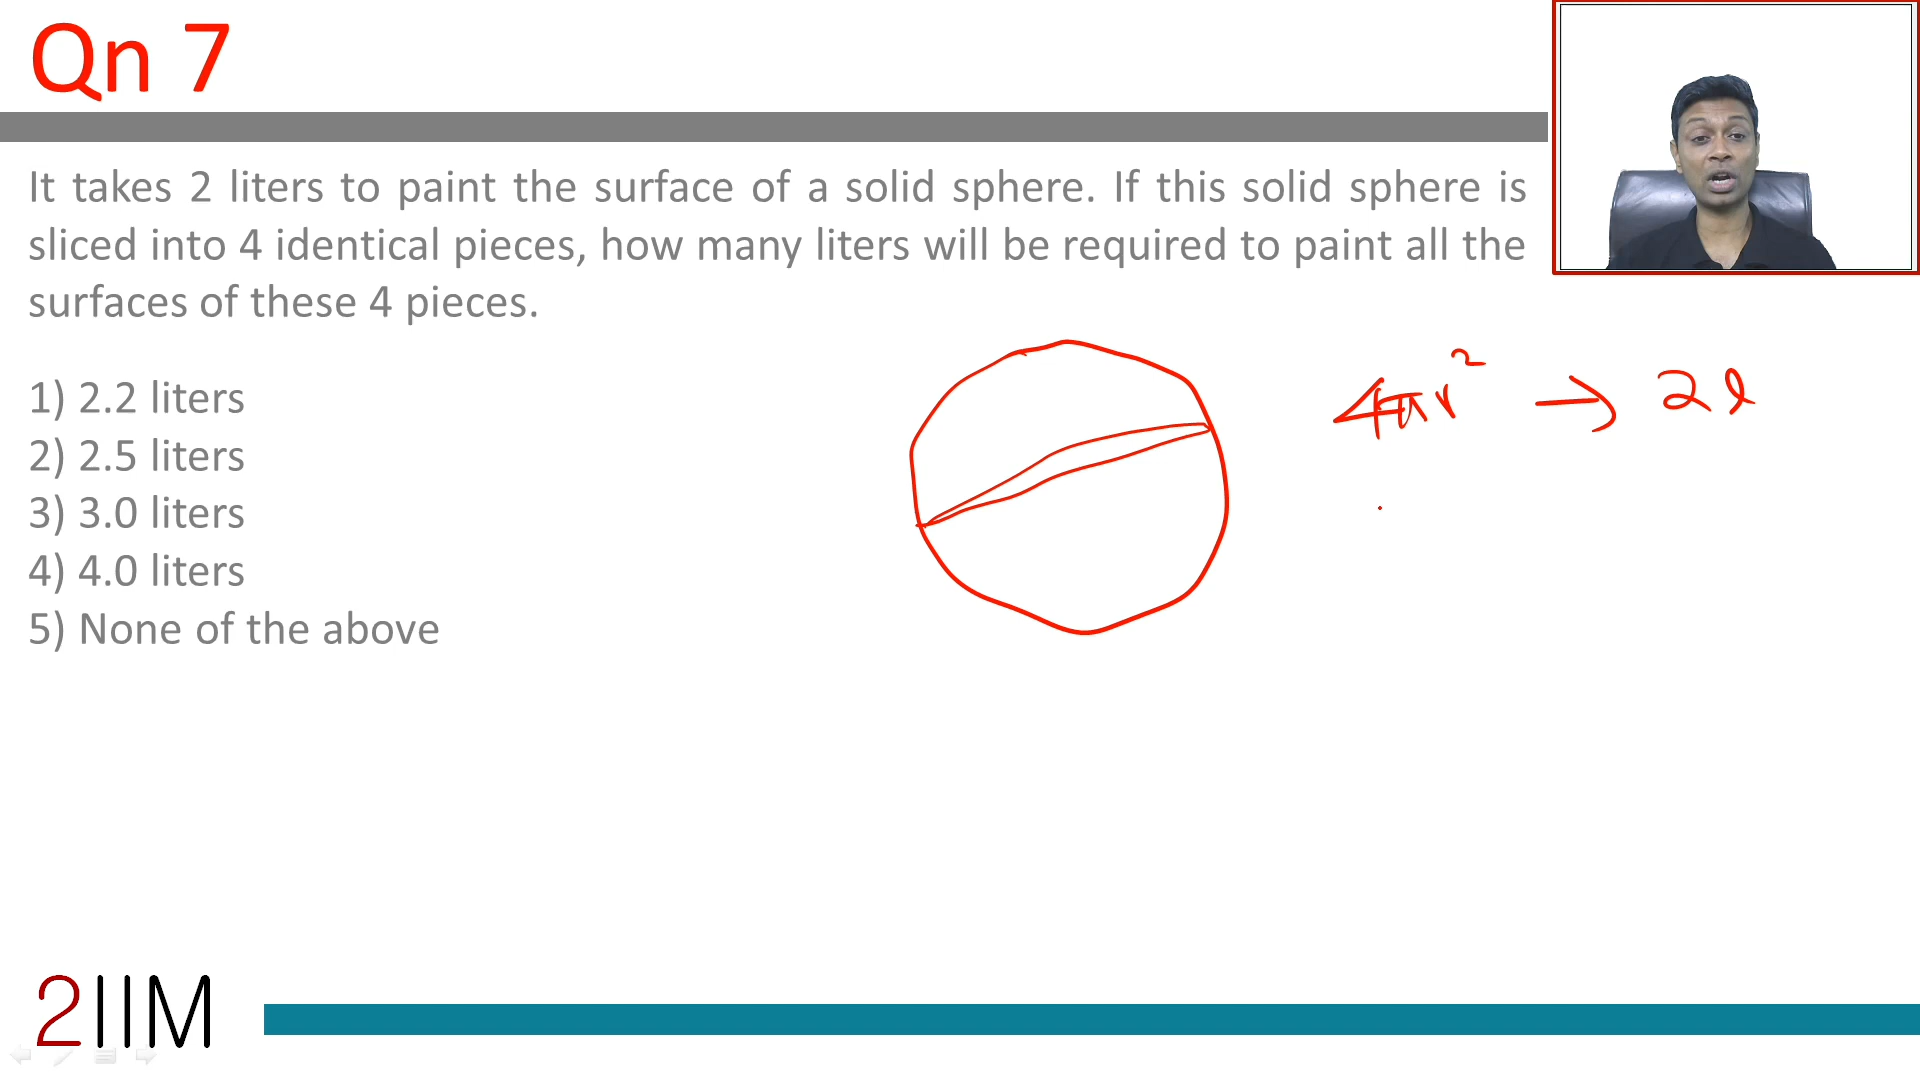 Qn 7
It takes 2 liters to paint the surface of a solid sphere. If this solid sphere is
sliced into 4 identical pieces, how many liters will be required to paint all the
surfaces of these 4 pieces.
1) 2.2 liters
2) 2.5 liters
3) 3.0 liters
4) 4.0 liters
5) None of the above
4πr² → 2l
2IIM